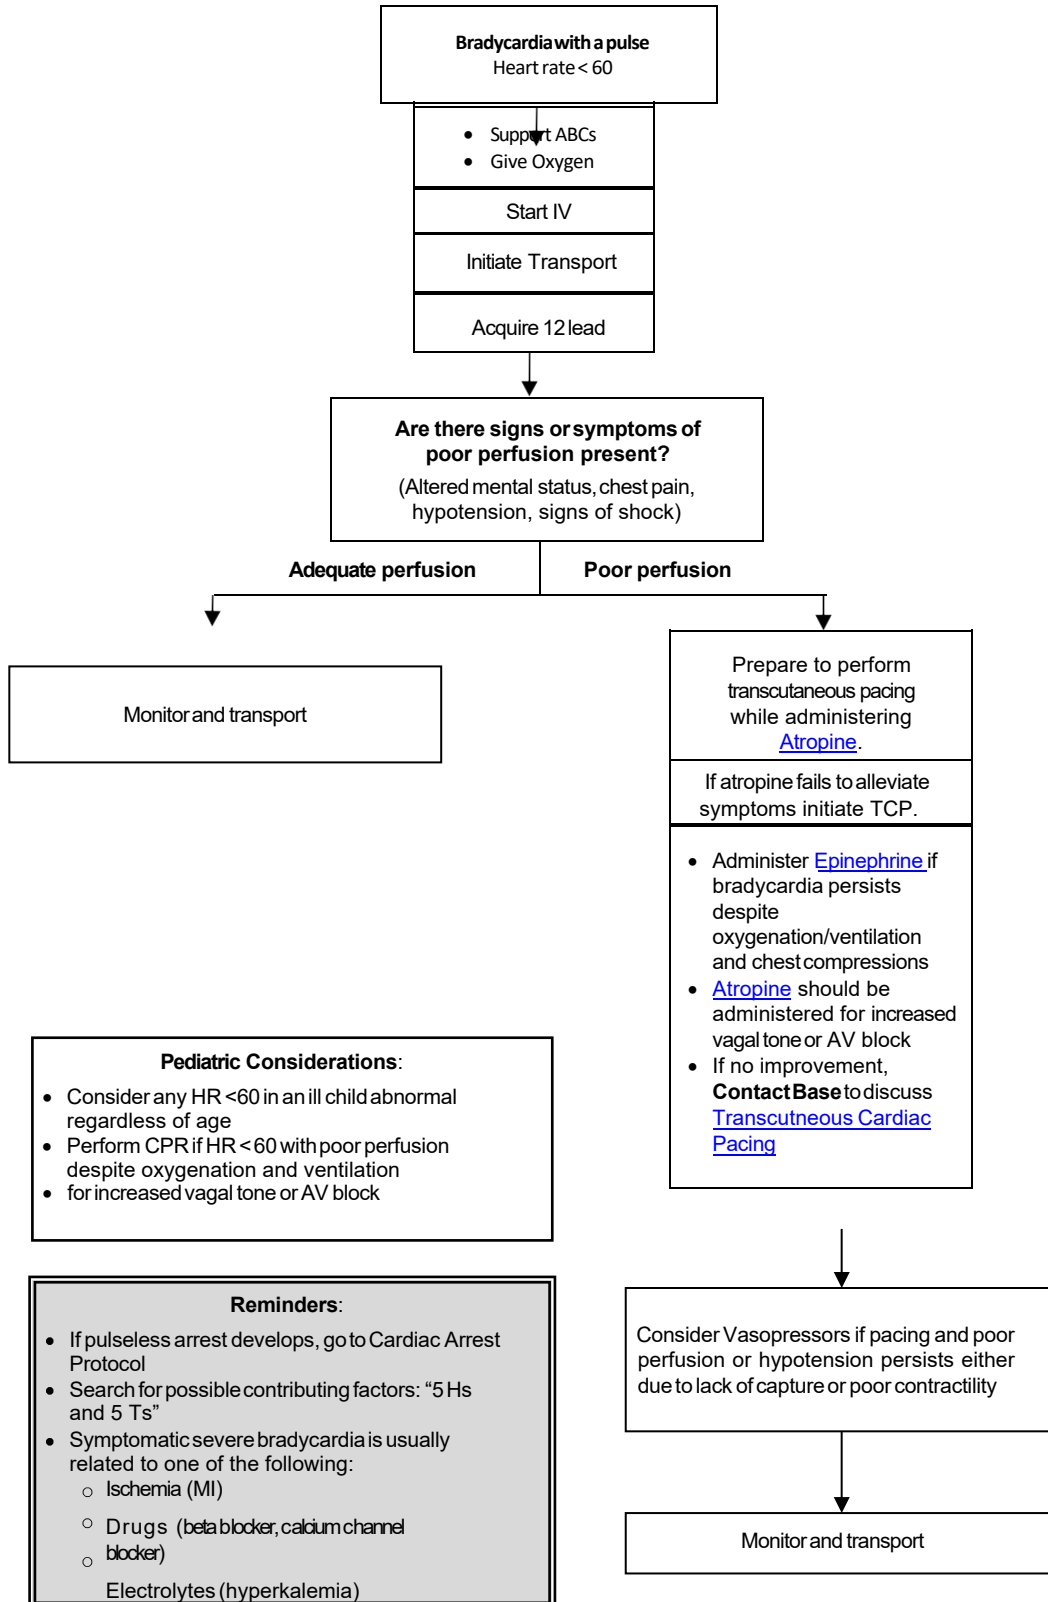 Bradycardia with a pulse
Heart rate < 60
• Support ABCs
• Give Oxygen
Start IV
Initiate Transport
Acquire 12 lead
Are there signs or symptoms of
poor perfusion present?
(Altered mental status, chest pain,
hypotension, signs of shock)
Adequate perfusion
Poor perfusion
Monitor and transport
Prepare to perform
transcutaneous pacing
while administering
Atropine.
If atropine fails to alleviate
symptoms initiate TCP.
• Administer Epinephrine if
bradycardia persists
despite
oxygenation/ventilation
and chest compressions
• Atropine should be
administered for increased
vagal tone or AV block
• If no improvement,
Contact Base to discuss
Transcutneous Cardiac
Pacing
Pediatric Considerations:
• Consider any HR <60 in an ill child abnormal
regardless of age
• Perform CPR if HR < 60 with poor perfusion
despite oxygenation and ventilation
• for increased vagal tone or AV block
Reminders:
• If pulseless arrest develops, go to Cardiac Arrest
Protocol
• Search for possible contributing factors: “5 Hs
and 5 Ts”
• Symptomatic severe bradycardia is usually
related to one of the following:
○ Ischemia (MI)
○ Drugs (beta blocker, calcium channel
○ blocker)
Electrolytes (hyperkalemia)
Consider Vasopressors if pacing and poor
perfusion or hypotension persists either
due to lack of capture or poor contractility
Monitor and transport